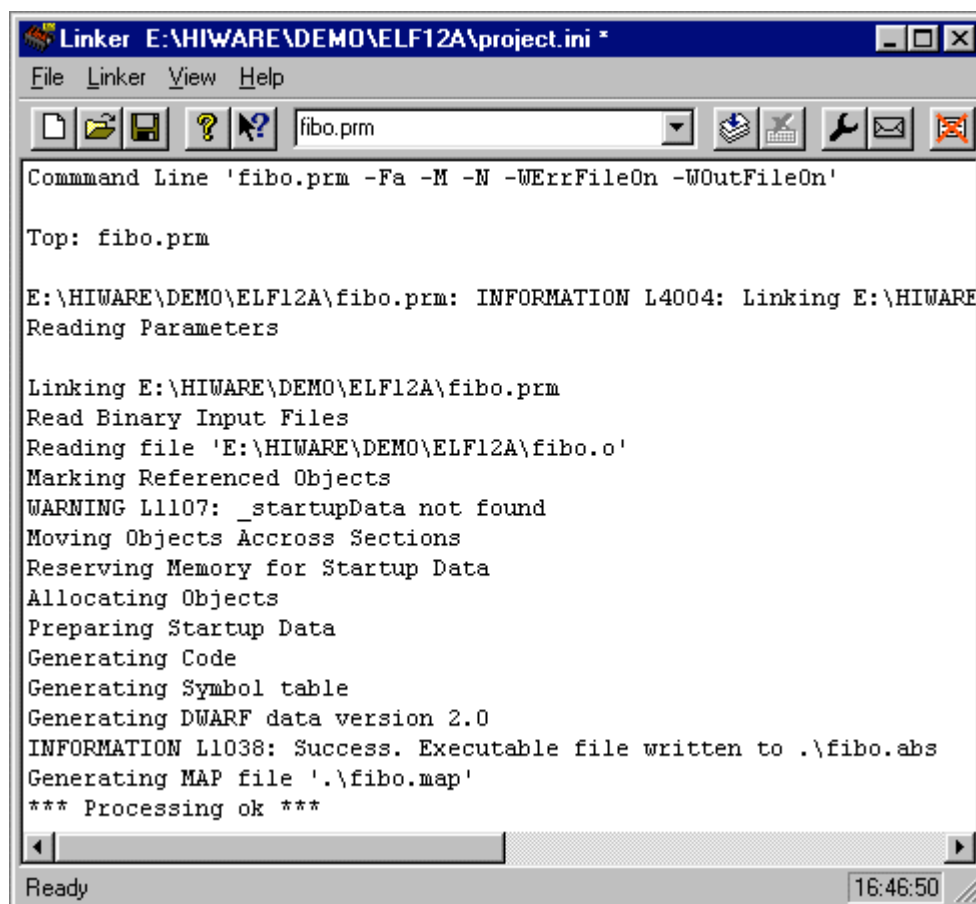 Linker E:\HIWARE\DEMO\ELF12A\project.ini *
File Linker View Help
fibo.prm
Commmand Line 'fibo.prm -Fa -M -N -WErrFileOn -WOutFileOn'
Top: fibo.prm
E:\HIWARE\DEMO\ELF12A\fibo.prm: INFORMATION L4004: Linking E:\HIWARE
Reading Parameters
Linking E:\HIWARE\DEMO\ELF12A\fibo.prm
Read Binary Input Files
Reading file 'E:\HIWARE\DEMO\ELF12A\fibo.o'
Marking Referenced Objects
WARNING L1107: _startupData not found
Moving Objects Accross Sections
Reserving Memory for Startup Data
Allocating Objects
Preparing Startup Data
Generating Code
Generating Symbol table
Generating DWARF data version 2.0
INFORMATION L1038: Success. Executable file written to .\fibo.abs
Generating MAP file '.\fibo.map'
*** Processing ok ***
Ready 16:46:50